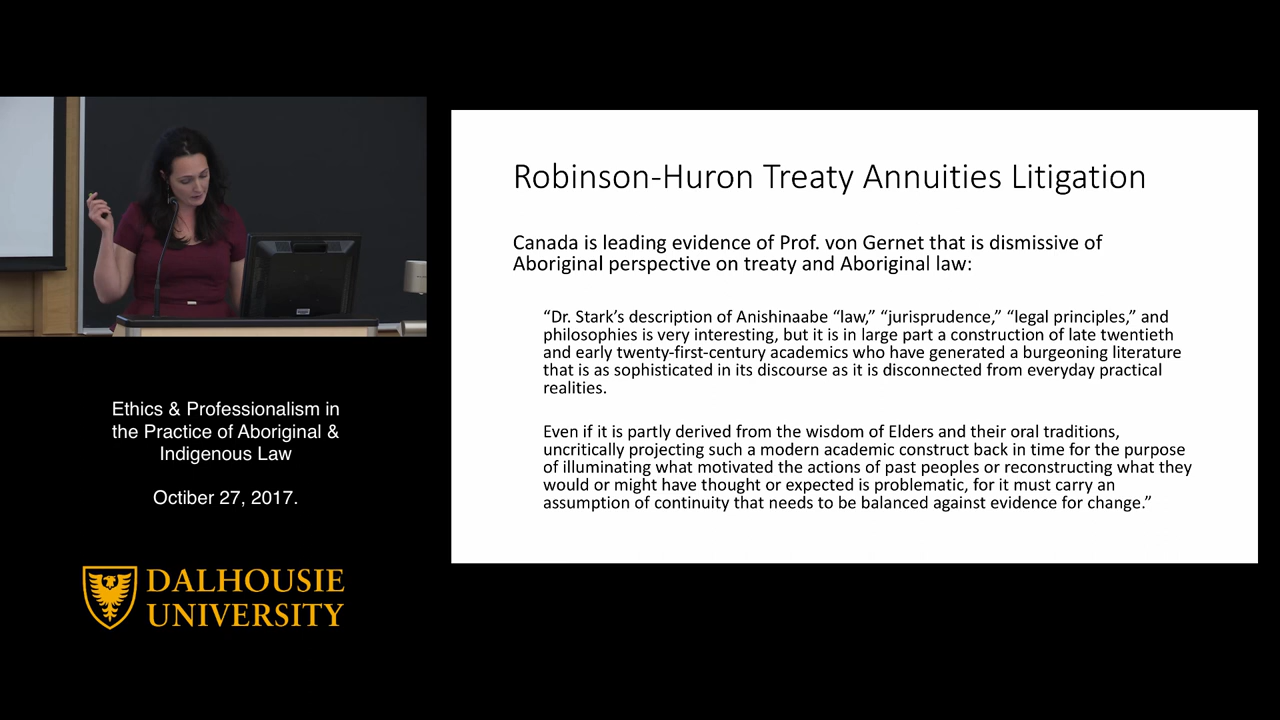 Robinson-Huron Treaty Annuities Litigation
Canada is leading evidence of Prof. von Gernet that is dismissive of
Aboriginal perspective on treaty and Aboriginal law:
“Dr. Stark’s description of Anishinaabe “law,” “jurisprudence,” “legal principles,” and
philosophies is very interesting, but it is in large part a construction of late twentieth
and early twenty-first-century academics who have generated a burgeoning literature
that is as sophisticated in its discourse as it is disconnected from everyday practical
realities.
Even if it is partly derived from the wisdom of Elders and their oral traditions,
uncritically projecting such a modern academic construct back in time for the purpose
of illuminating what motivated the actions of past peoples or reconstructing what they
would or might have thought or expected is problematic, for it must carry an
assumption of continuity that needs to be balanced against evidence for change.”
Ethics & Professionalism in
the Practice of Aboriginal &
Indigenous Law
Octiber 27, 2017.
DALHOUSIE
UNIVERSITY